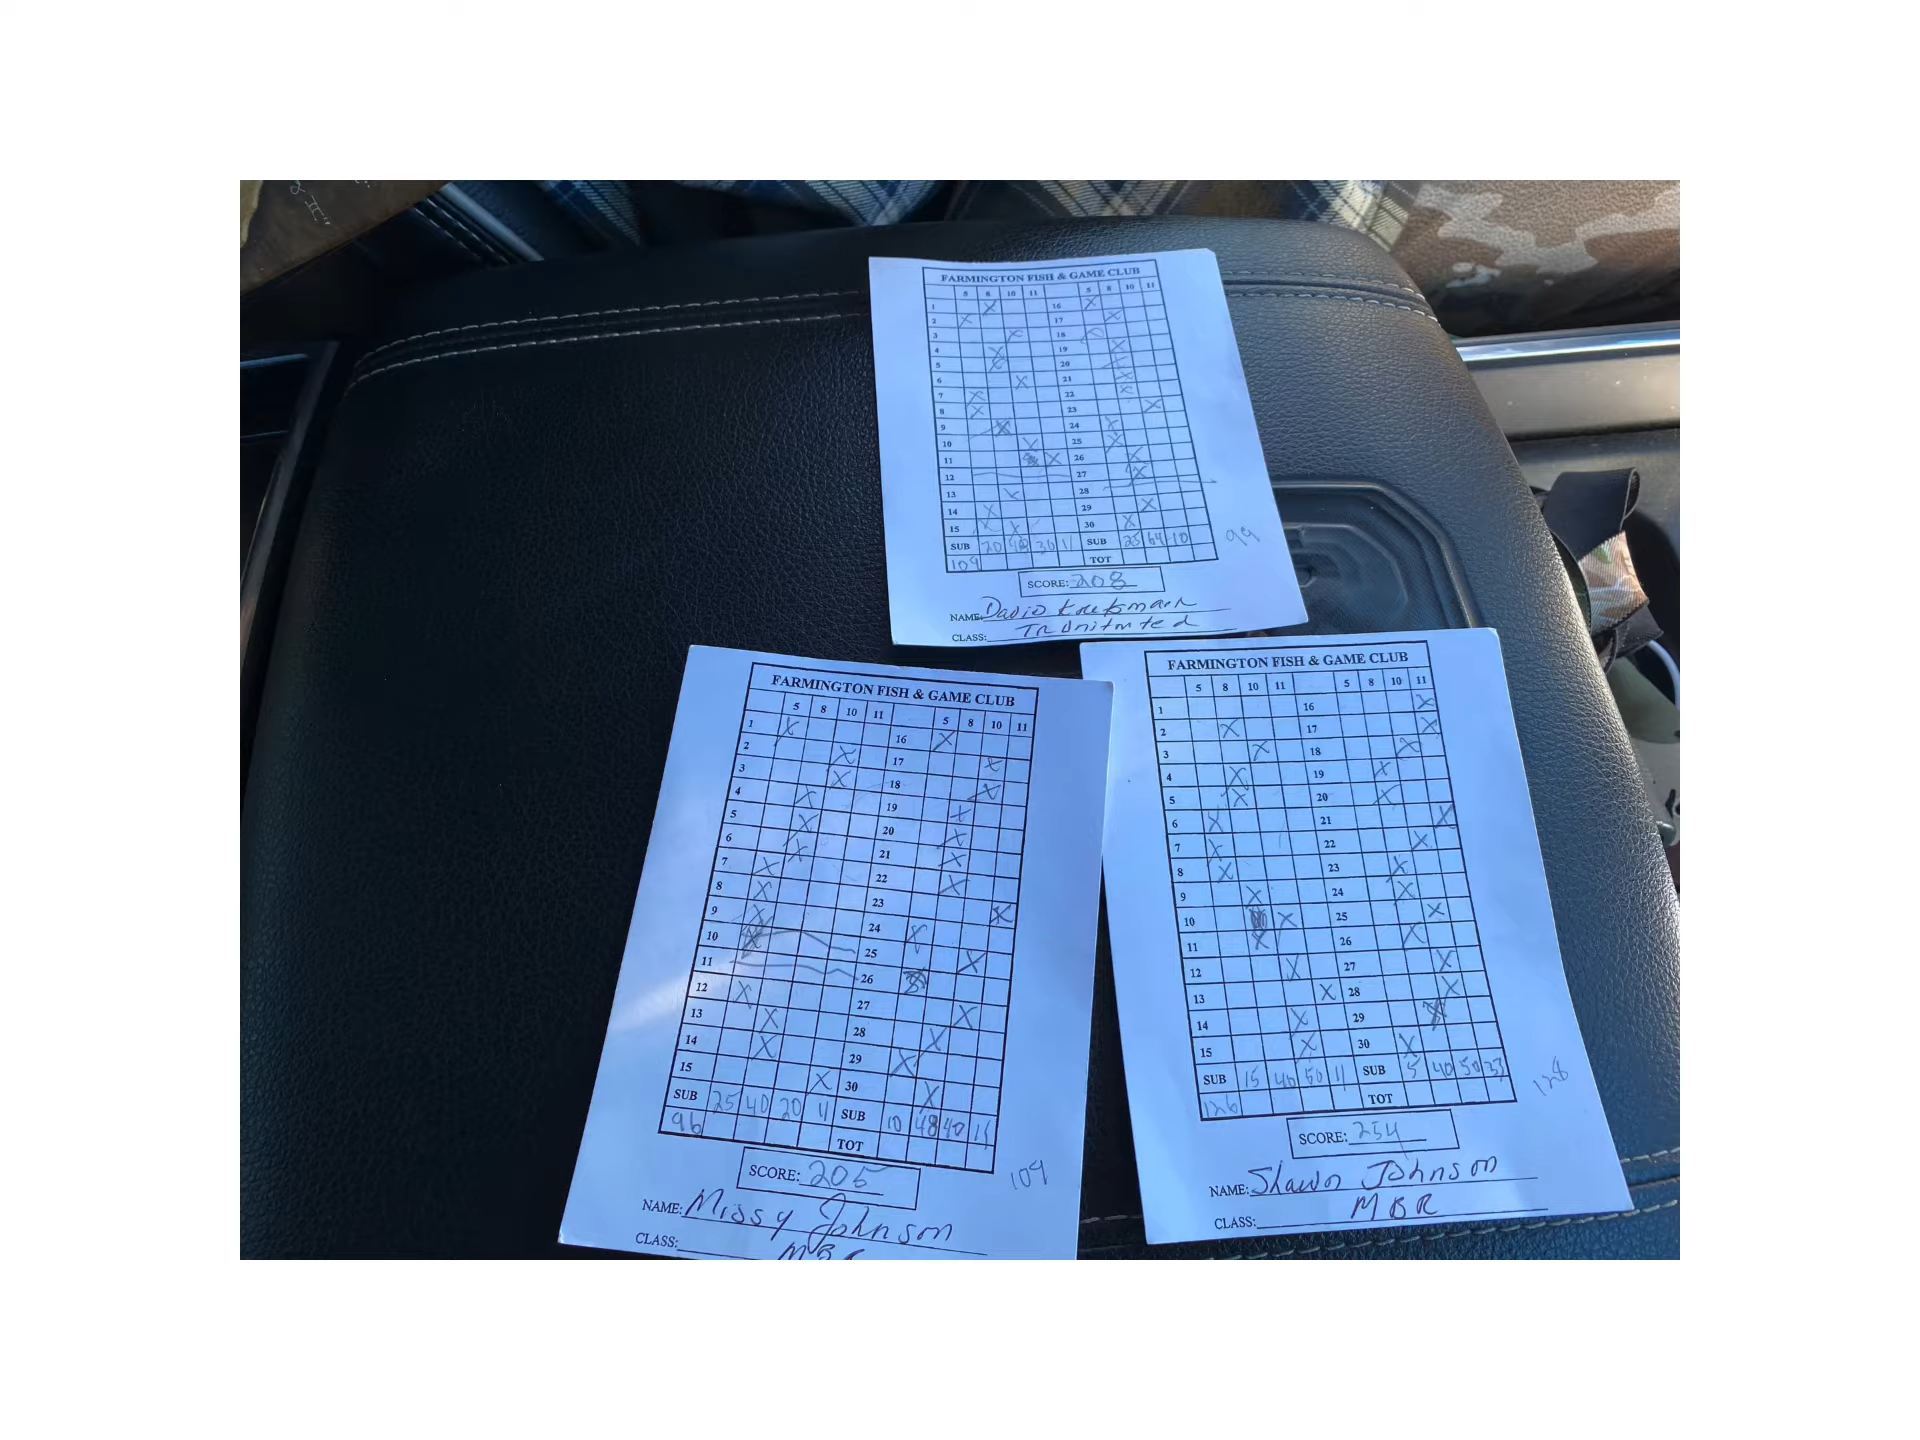 FARMINGTON FISH & GAME CLUB
5 8 10 11 5 8 10 11
1 X 16 X
2 X 17 X
3 X 18
4 X 19 X
5 X 20 X
6 X 21 X
7 X 22 X
8 X 23 X
9 X 24 X
10 X 25 X
11 X 26 X
12 27 X
13 X 28
14 X 29 X
15 X 30 X
SUB 20 48 30 11 SUB 25 64 10
109 TOT
99
SCORE: 208
NAME: David
CLASS: TR
FARMINGTON FISH & GAME CLUB
5 8 10 11 5 8 10 11
1 X 16 X
2 X 17 X
3 X 18 X
4 X 19 X
5 X 20 X
6 X 21 X
7 X 22 X
8 X 23 X
9 X 24 X
10 X 25 X
11 26
12 X 27 X
13 X 28 X
14 X 29 X
15 X 30 X
SUB 25 40 20 11 SUB 10 48 40 11
96 TOT
109
SCORE: 205
NAME: Missy Johnson
CLASS: MBR
FARMINGTON FISH & GAME CLUB
5 8 10 11 5 8 10 11
1 16 X
2 X 17 X
3 X 18 X
4 X 19 X
5 X 20 X
6 X 21 X
7 X 22 X
8 X 23 X
9 X 24 X
10 X 25 X
11 X 26 X
12 X 27 X
13 X 28 X
14 X 29 X
15 X 30 X
SUB 15 40 50 11 SUB 5 40 50 33
126 TOT
128
SCORE: 254
NAME: Shawn Johnson
CLASS: MBR